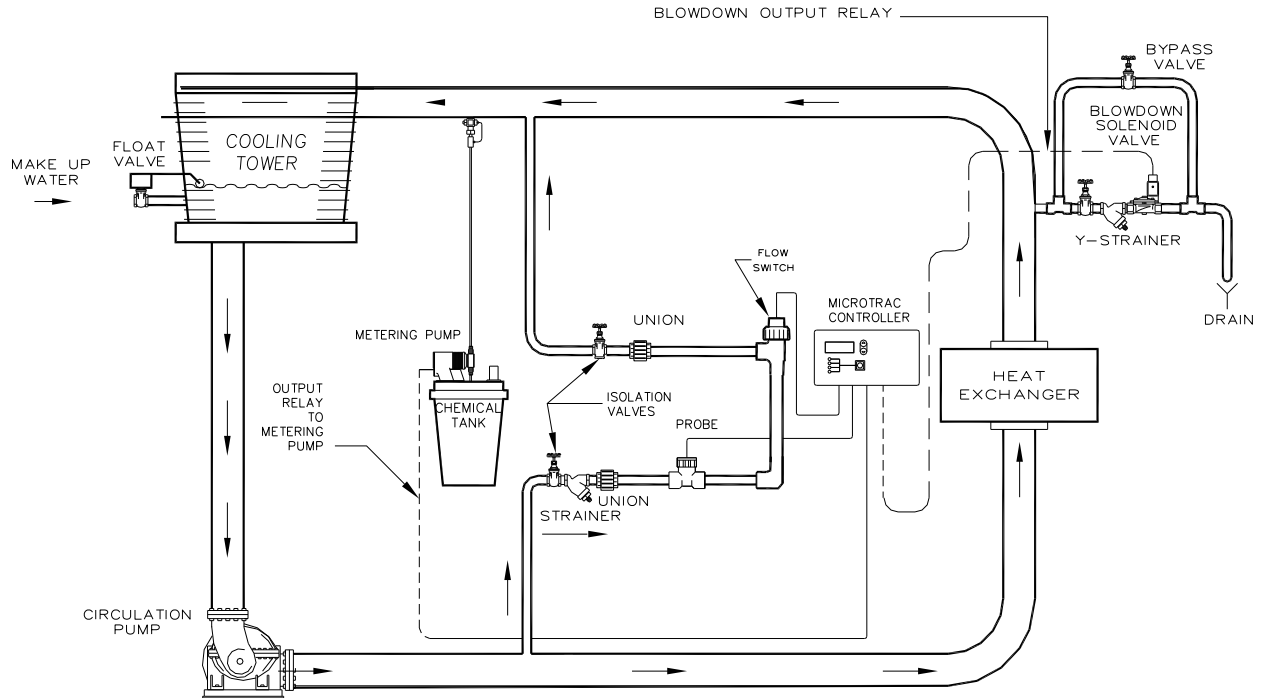 BLOWDOWN OUTPUT RELAY
BYPASS
VALVE
BLOWDOWN
SOLENOID
VALVE
COOLING
TOWER
FLOAT
VALVE
MAKE UP
WATER
Y-STRAINER
FLOW
SWITCH
MICROTRAC
CONTROLLER
DRAIN
UNION
METERING PUMP
HEAT
EXCHANGER
OUTPUT
RELAY
TO
METERING
PUMP
CHEMICAL
TANK
ISOLATION
VALVES
PROBE
UNION
STRAINER
CIRCULATION
PUMP